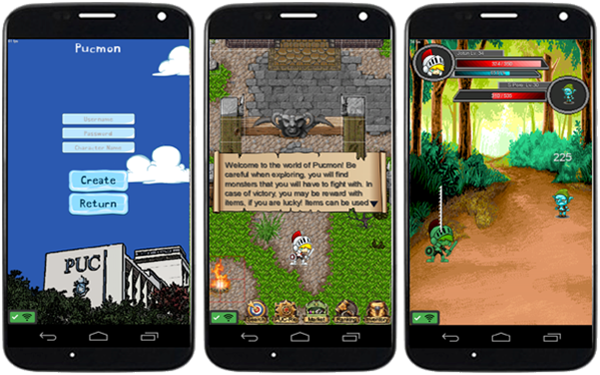 Pucmon
Username
Password
Character Name
Create
Return
PUC
Welcome to the world of Pucmon! Be
careful when exploring, you will find
monsters that you will have to fight with. In
case of victory, you may be reward with
items, if you are lucky! Items can be used
Market
225